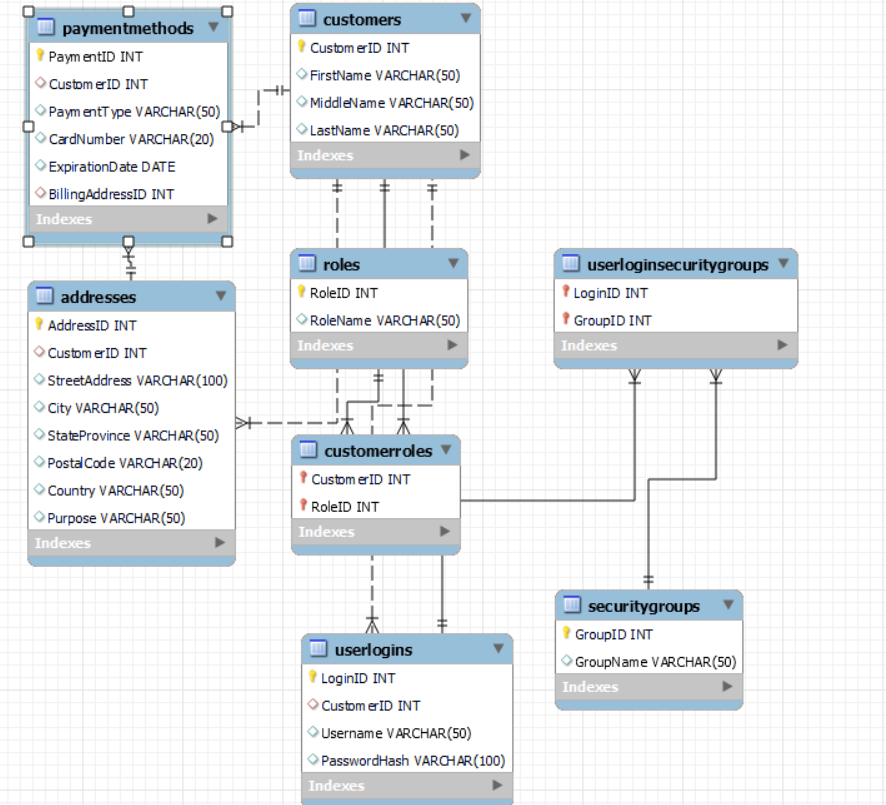 paymentmethods
PaymentID INT
CustomerID INT
PaymentType VARCHAR(50)
CardNumber VARCHAR(20)
ExpirationDate DATE
BillingAddressID INT
Indexes
customers
CustomerID INT
FirstName VARCHAR(50)
MiddleName VARCHAR(50)
LastName VARCHAR(50)
Indexes
roles
RoleID INT
RoleName VARCHAR(50)
Indexes
userloginsecuritygroups
LoginID INT
GroupID INT
Indexes
addresses
AddressID INT
CustomerID INT
StreetAddress VARCHAR(100)
City VARCHAR(50)
StateProvince VARCHAR(50)
PostalCode VARCHAR(20)
Country VARCHAR(50)
Purpose VARCHAR(50)
Indexes
customerroles
CustomerID INT
RoleID INT
Indexes
securitygroups
GroupID INT
GroupName VARCHAR(50)
Indexes
userlogins
LoginID INT
CustomerID INT
Username VARCHAR(50)
PasswordHash VARCHAR(100)
Indexes